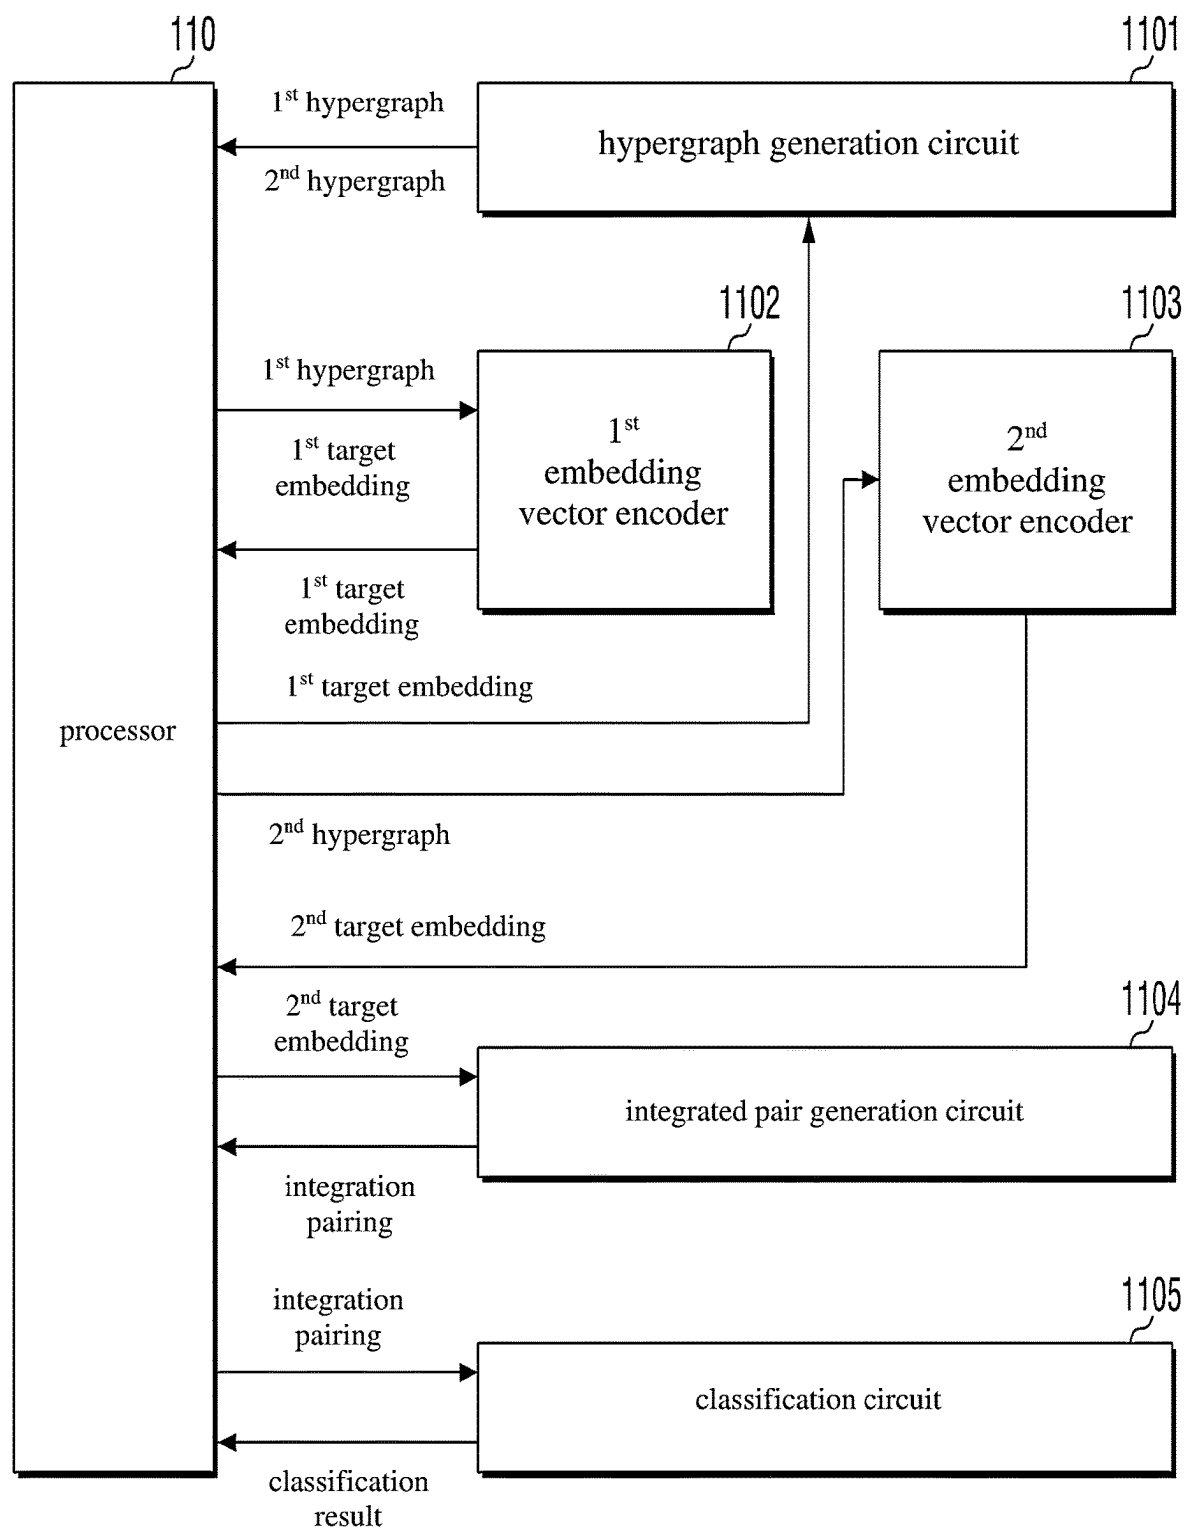 110
1101
1st hypergraph
hypergraph generation circuit
2nd hypergraph
1102
1103
1st hypergraph
1st
embedding
vector encoder
2nd
embedding
vector encoder
1st target
embedding
1st target
embedding
1st target embedding
processor
2nd hypergraph
2nd target embedding
2nd target
embedding
1104
integrated pair generation circuit
integration
pairing
integration
pairing
1105
classification circuit
classification
result